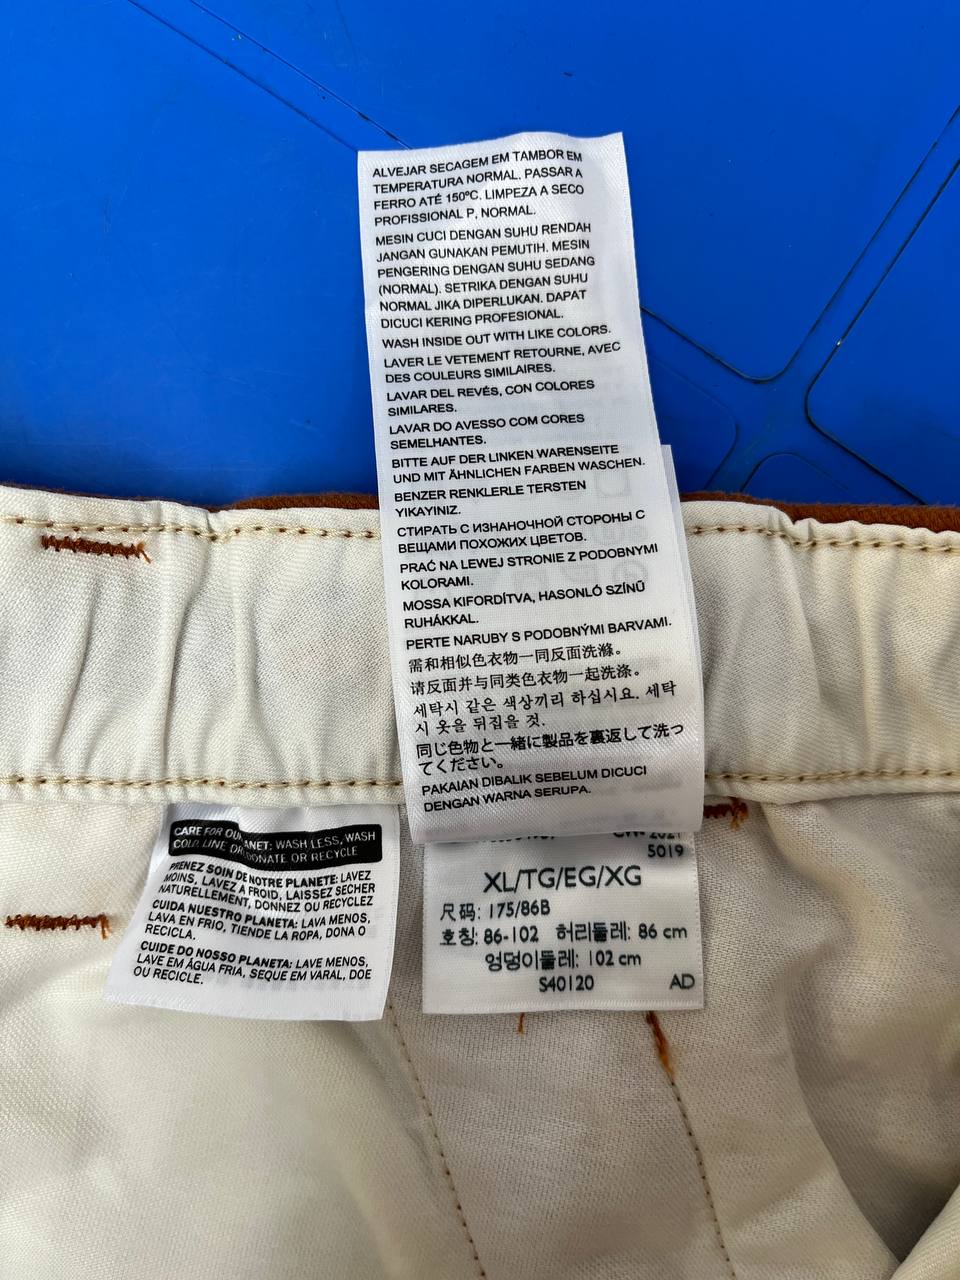 ALVEJAR SECAGEM EM TAMBOR EM
TEMPERATURA NORMAL. PASSAR A
FERRO ATÉ 150ºC. LIMPEZA A SECO
PROFISSIONAL P, NORMAL.
MESIN CUCI DENGAN SUHU RENDAH
JANGAN GUNAKAN PEMUTIH. MESIN
PENGERING DENGAN SUHU SEDANG
(NORMAL). SETRIKA DENGAN SUHU
NORMAL JIKA DIPERLUKAN. DAPAT
DICUCI KERING PROFESIONAL.
WASH INSIDE OUT WITH LIKE COLORS.
LAVER LE VETEMENT RETOURNE, AVEC
DES COULEURS SIMILAIRES.
LAVAR DEL REVÉS, CON COLORES
SIMILARES.
LAVAR DO AVESSO COM CORES
SEMELHANTES.
BITTE AUF DER LINKEN WARENSEITE
UND MIT ÄHNLICHEN FARBEN WASCHEN.
BENZER RENKLERLE TERSTEN
YIKAYINIZ.
СТИРАТЬ С ИЗНАНОЧНОЙ СТОРОНЫ С
ВЕЩАМИ ПОХОЖИХ ЦВЕТОВ.
PRAĆ NA LEWEJ STRONIE Z PODOBNYMI
KOLORAMI.
MOSSA KIFORDÍTVA, HASONLÓ SZÍNŰ
RUHÁKKAL.
PERTE NARUBY S PODOBNÝMI BARVAMI.
需和相似色衣物一同反面洗滌。
请反面并与同类色衣物一起洗涤。
세탁시 같은 색상끼리 하십시요. 세탁
시 옷을 뒤집을 것.
同じ色物と一緒に製品を裏返して洗っ
てください。
PAKAIAN DIBALIK SEBELUM DICUCI
DENGAN WARNA SERUPA.
CARE FOR OUR PLANET: WASH LESS, WASH
COLD, LINE DRY, DONATE OR RECYCLE
PRENEZ SOIN DE NOTRE PLANETE: LAVEZ
MOINS, LAVEZ A FROID, LAISSEZ SECHER
NATURELLEMENT, DONNEZ OU RECYCLEZ
CUIDA NUESTRO PLANETA: LAVA MENOS,
LAVA EN FRIO, TIENDE LA ROPA, DONA O
RECICLA.
CUIDE DO NOSSO PLANETA: LAVE MENOS,
LAVE EM ÁGUA FRIA, SEQUE EM VARAL, DOE
OU RECICLE.
5019
XL/TG/EG/XG
尺码: 175/86B
호칭: 86-102 허리둘레: 86 cm
엉덩이둘레: 102 cm
S40120 AD